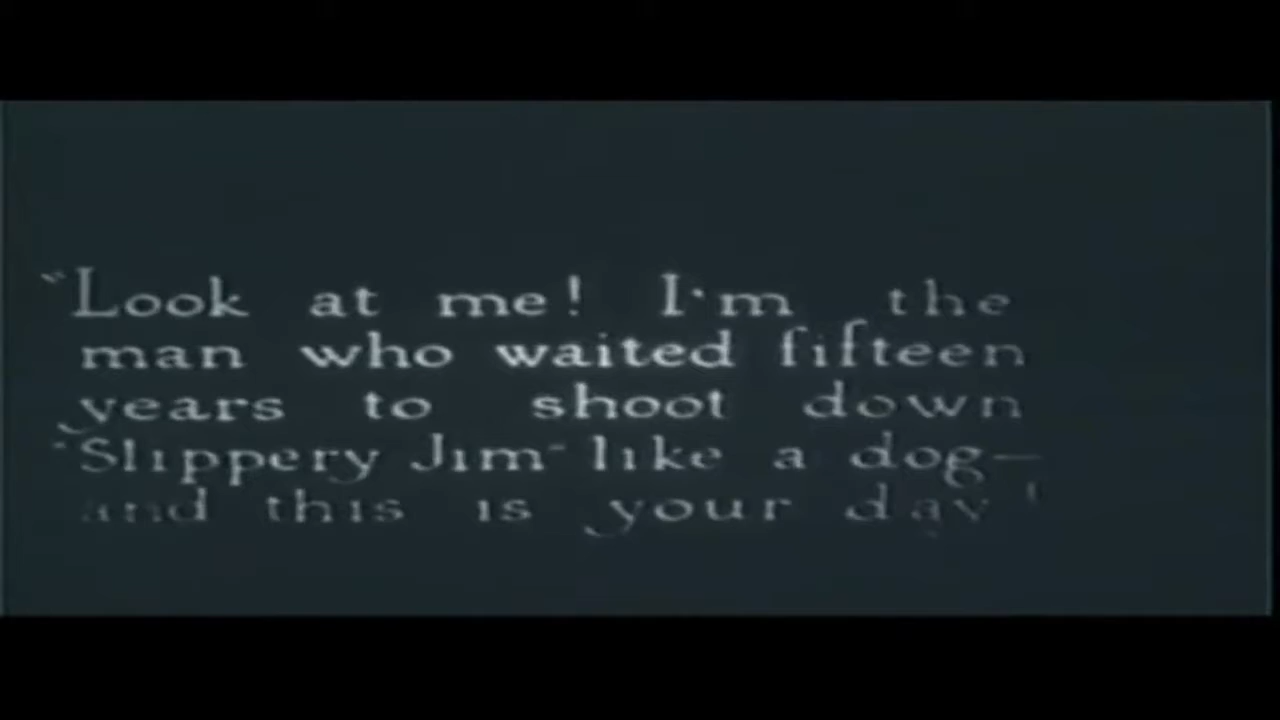 "Look at me! I'm the
man who waited fifteen
years to shoot down
"Slippery Jim" like a dog—
and this is your day!